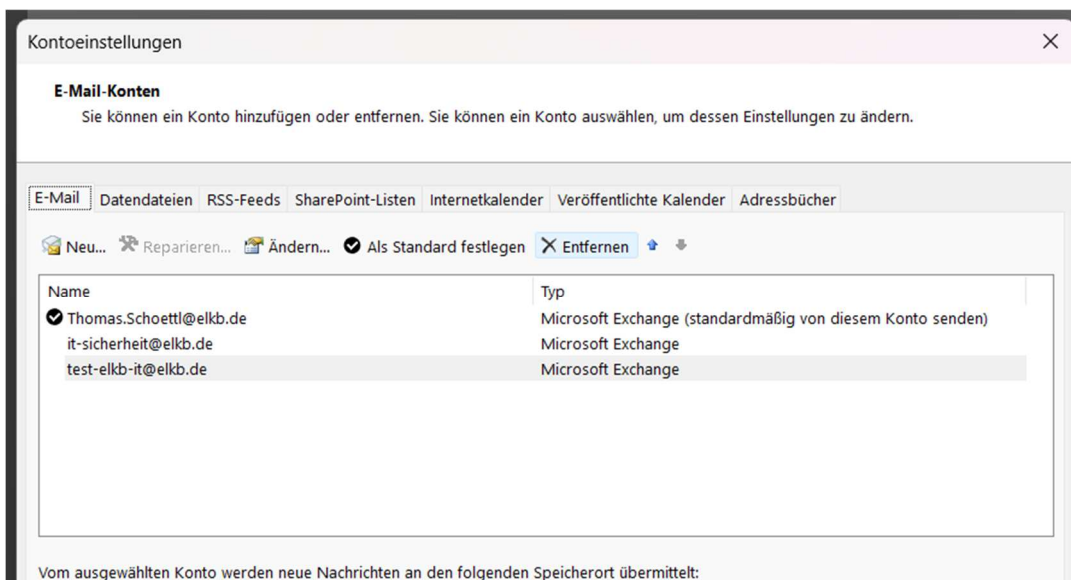 Kontoeinstellungen
E-Mail-Konten
Sie können ein Konto hinzufügen oder entfernen. Sie können ein Konto auswählen, um dessen Einstellungen zu ändern.
E-Mail Datendateien RSS-Feeds SharePoint-Listen Internetkalender Veröffentlichte Kalender Adressbücher
Neu... Reparieren... Ändern... Als Standard festlegen Entfernen
Name Typ
Thomas.Schoettl@elkb.de Microsoft Exchange (standardmäßig von diesem Konto senden)
it-sicherheit@elkb.de Microsoft Exchange
test-elkb-it@elkb.de Microsoft Exchange
Vom ausgewählten Konto werden neue Nachrichten an den folgenden Speicherort übermittelt: